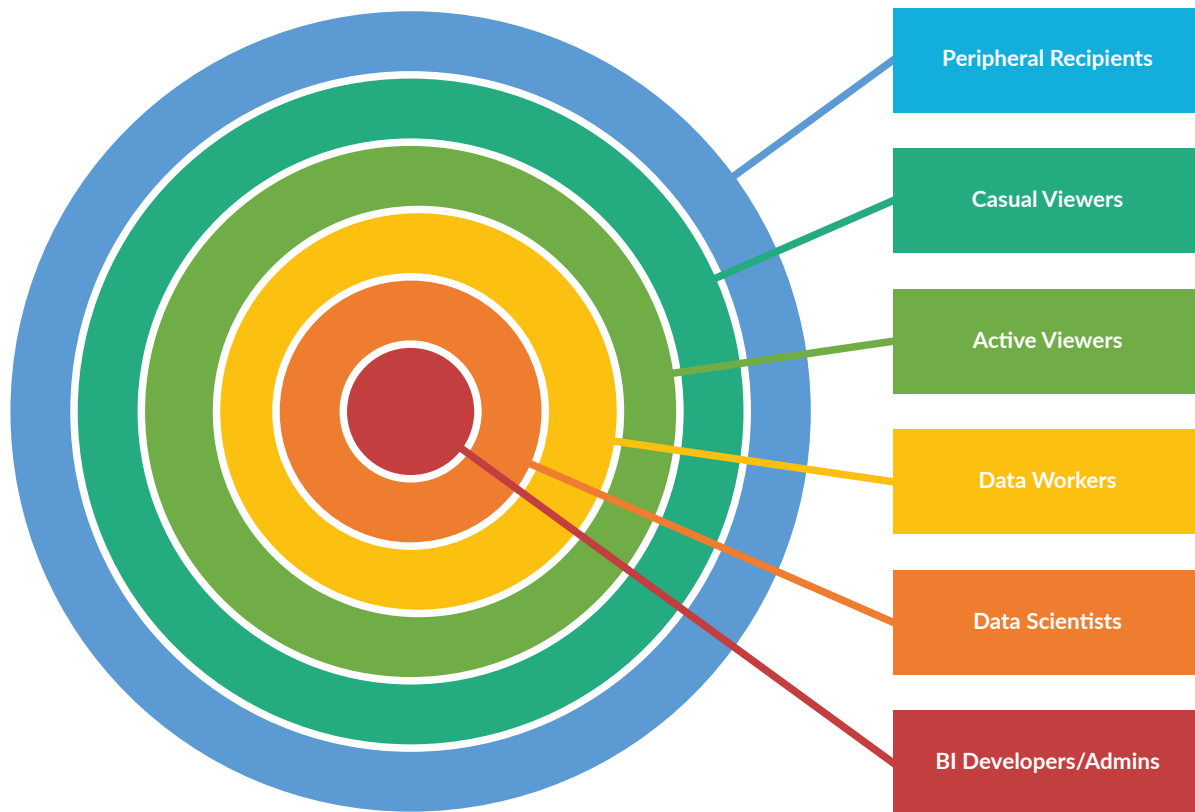 Peripheral Recipients
Casual Viewers
Active Viewers
Data Workers
Data Scientists
BI Developers/Admins